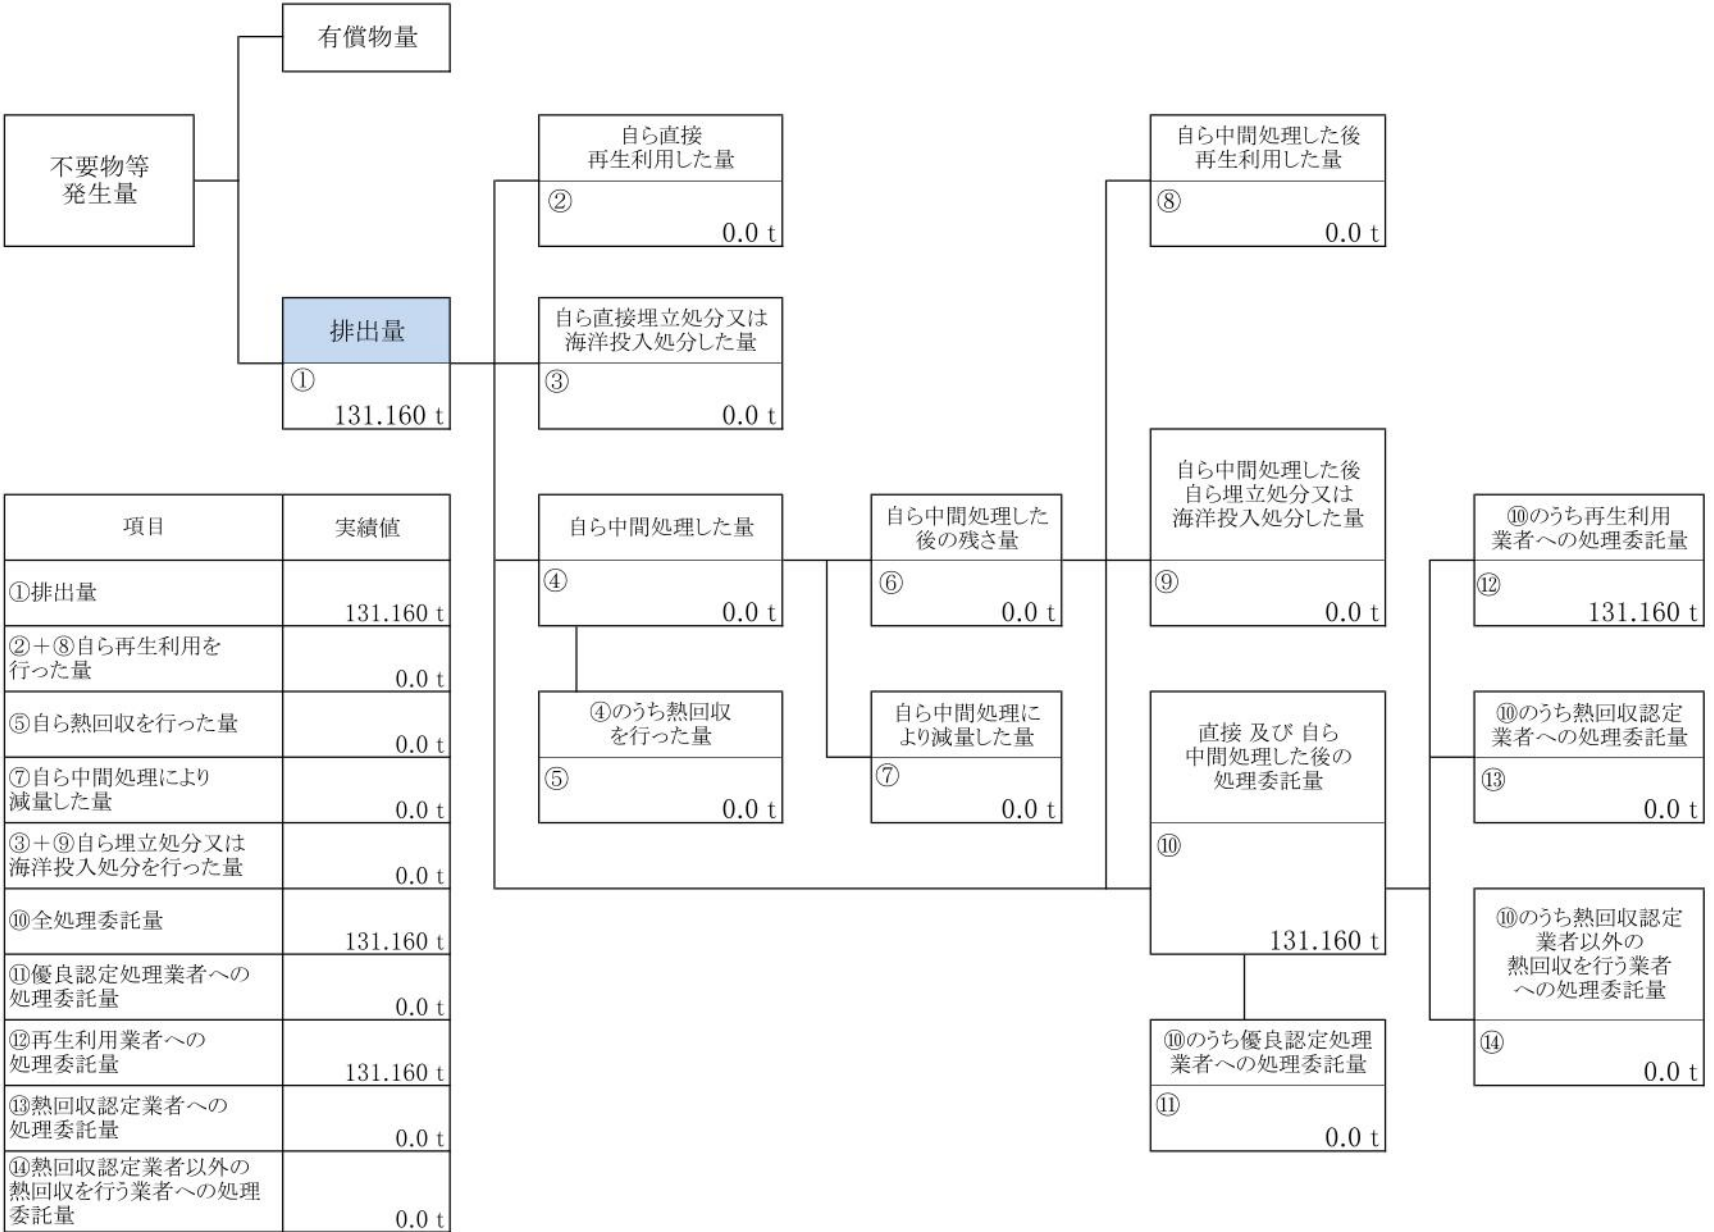 有償物量
不要物等
発生量
自ら直接
再生利用した量
②
0.0 t
自ら中間処理した後
再生利用した量
⑧
0.0 t
排出量
①
131.160 t
自ら直接埋立処分又は
海洋投入処分した量
③
0.0 t
自ら中間処理した量
④
0.0 t
自ら中間処理した
後の残さ量
⑥
0.0 t
自ら中間処理した後
自ら埋立処分又は
海洋投入処分した量
⑨
0.0 t
⑩のうち再生利用
業者への処理委託量
⑫
131.160 t
④のうち熱回収
を行った量
⑤
0.0 t
自ら中間処理に
より減量した量
⑦
0.0 t
直接 及び 自ら
中間処理した後の
処理委託量
⑩
131.160 t
⑩のうち熱回収認定
業者への処理委託量
⑬
0.0 t
⑩のうち熱回収認定
業者以外の
熱回収を行う業者
への処理委託量
⑭
0.0 t
⑩のうち優良認定処理
業者への処理委託量
⑪
0.0 t
項目 実績値
①排出量
131.160 t
②＋⑧自ら再生利用を
行った量
0.0 t
⑤自ら熱回収を行った量
0.0 t
⑦自ら中間処理により
減量した量
0.0 t
③＋⑨自ら埋立処分又は
海洋投入処分を行った量
0.0 t
⑩全処理委託量
131.160 t
⑪優良認定処理業者への
処理委託量
0.0 t
⑫再生利用業者への
処理委託量
131.160 t
⑬熱回収認定業者への
処理委託量
0.0 t
⑭熱回収認定業者以外の
熱回収を行う業者への処理
委託量
0.0 t